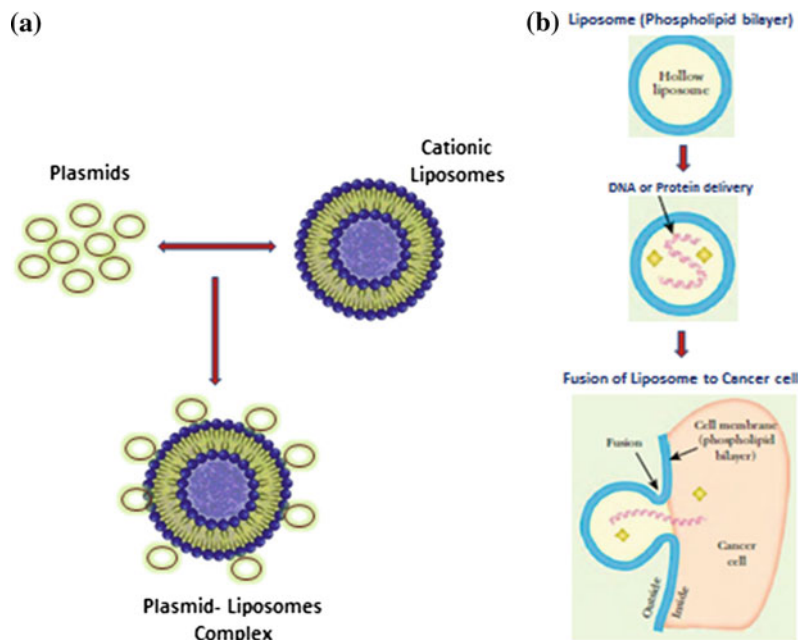 (a)
Plasmids
Cationic
Liposomes
Plasmid- Liposomes
Complex
(b)
Liposome (Phospholipid bilayer)
Hollow
liposome
DNA or Protein delivery
Fusion of Liposome to Cancer cell
Cell membrane
(phospholipid
bilayer)
Fusion
Cancer
cell
Outside
Inside